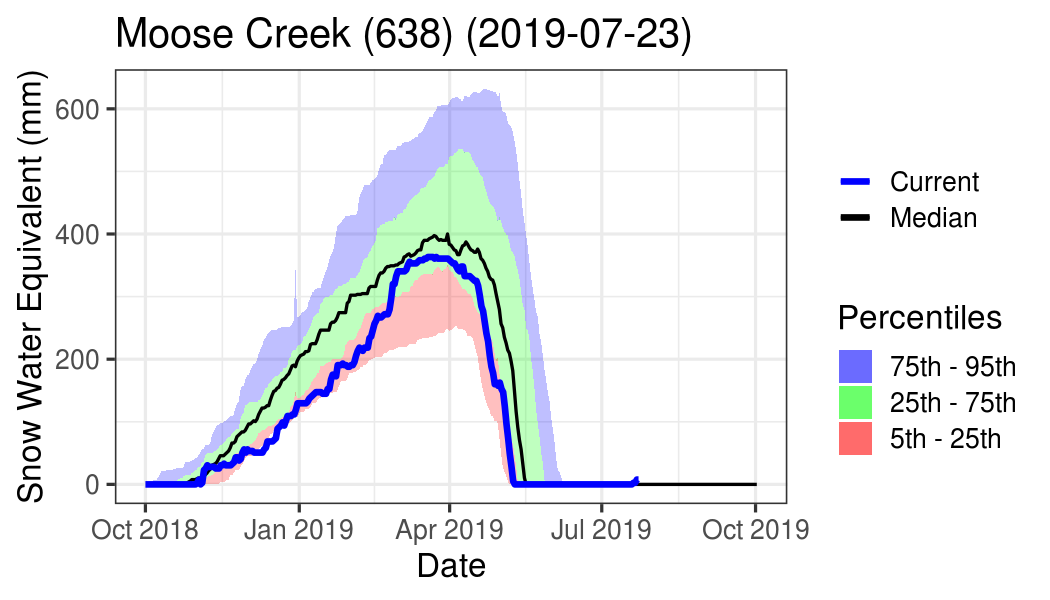 Moose Creek (638) (2019-07-23)
Snow Water Equivalent (mm)
600
400
200
0
Oct 2018
Jan 2019
Apr 2019
Jul 2019
Oct 2019
Date
Current
Median
Percentiles
75th - 95th
25th - 75th
5th - 25th